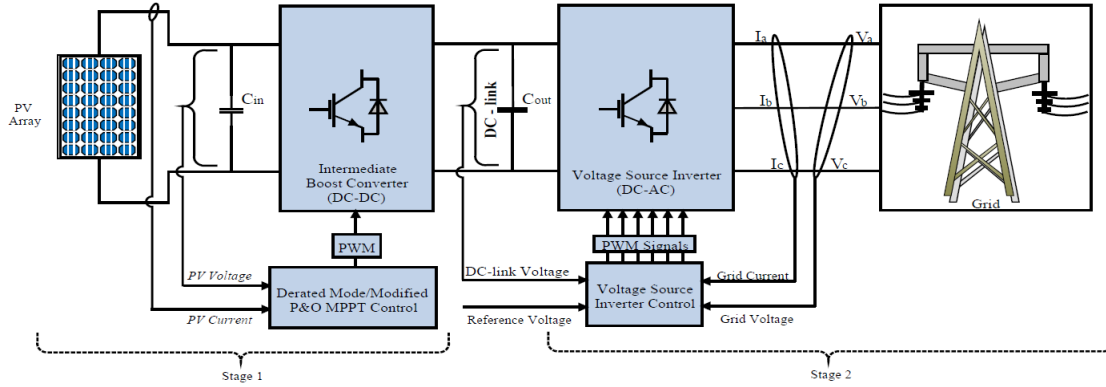 PV
Array
Cin
Intermediate
Boost Converter
(DC-DC)
PWM
PV Voltage
Derated Mode/Modified
P&O MPPT Control
PV Current
Stage 1
DC - link
Cout
Voltage Source Inverter
(DC-AC)
PWM Signals
DC-link Voltage
Voltage Source
Inverter Control
Reference Voltage
Grid Current
Grid Voltage
Ia
Va
Ib
Vb
Ic
Vc
Grid
Stage 2